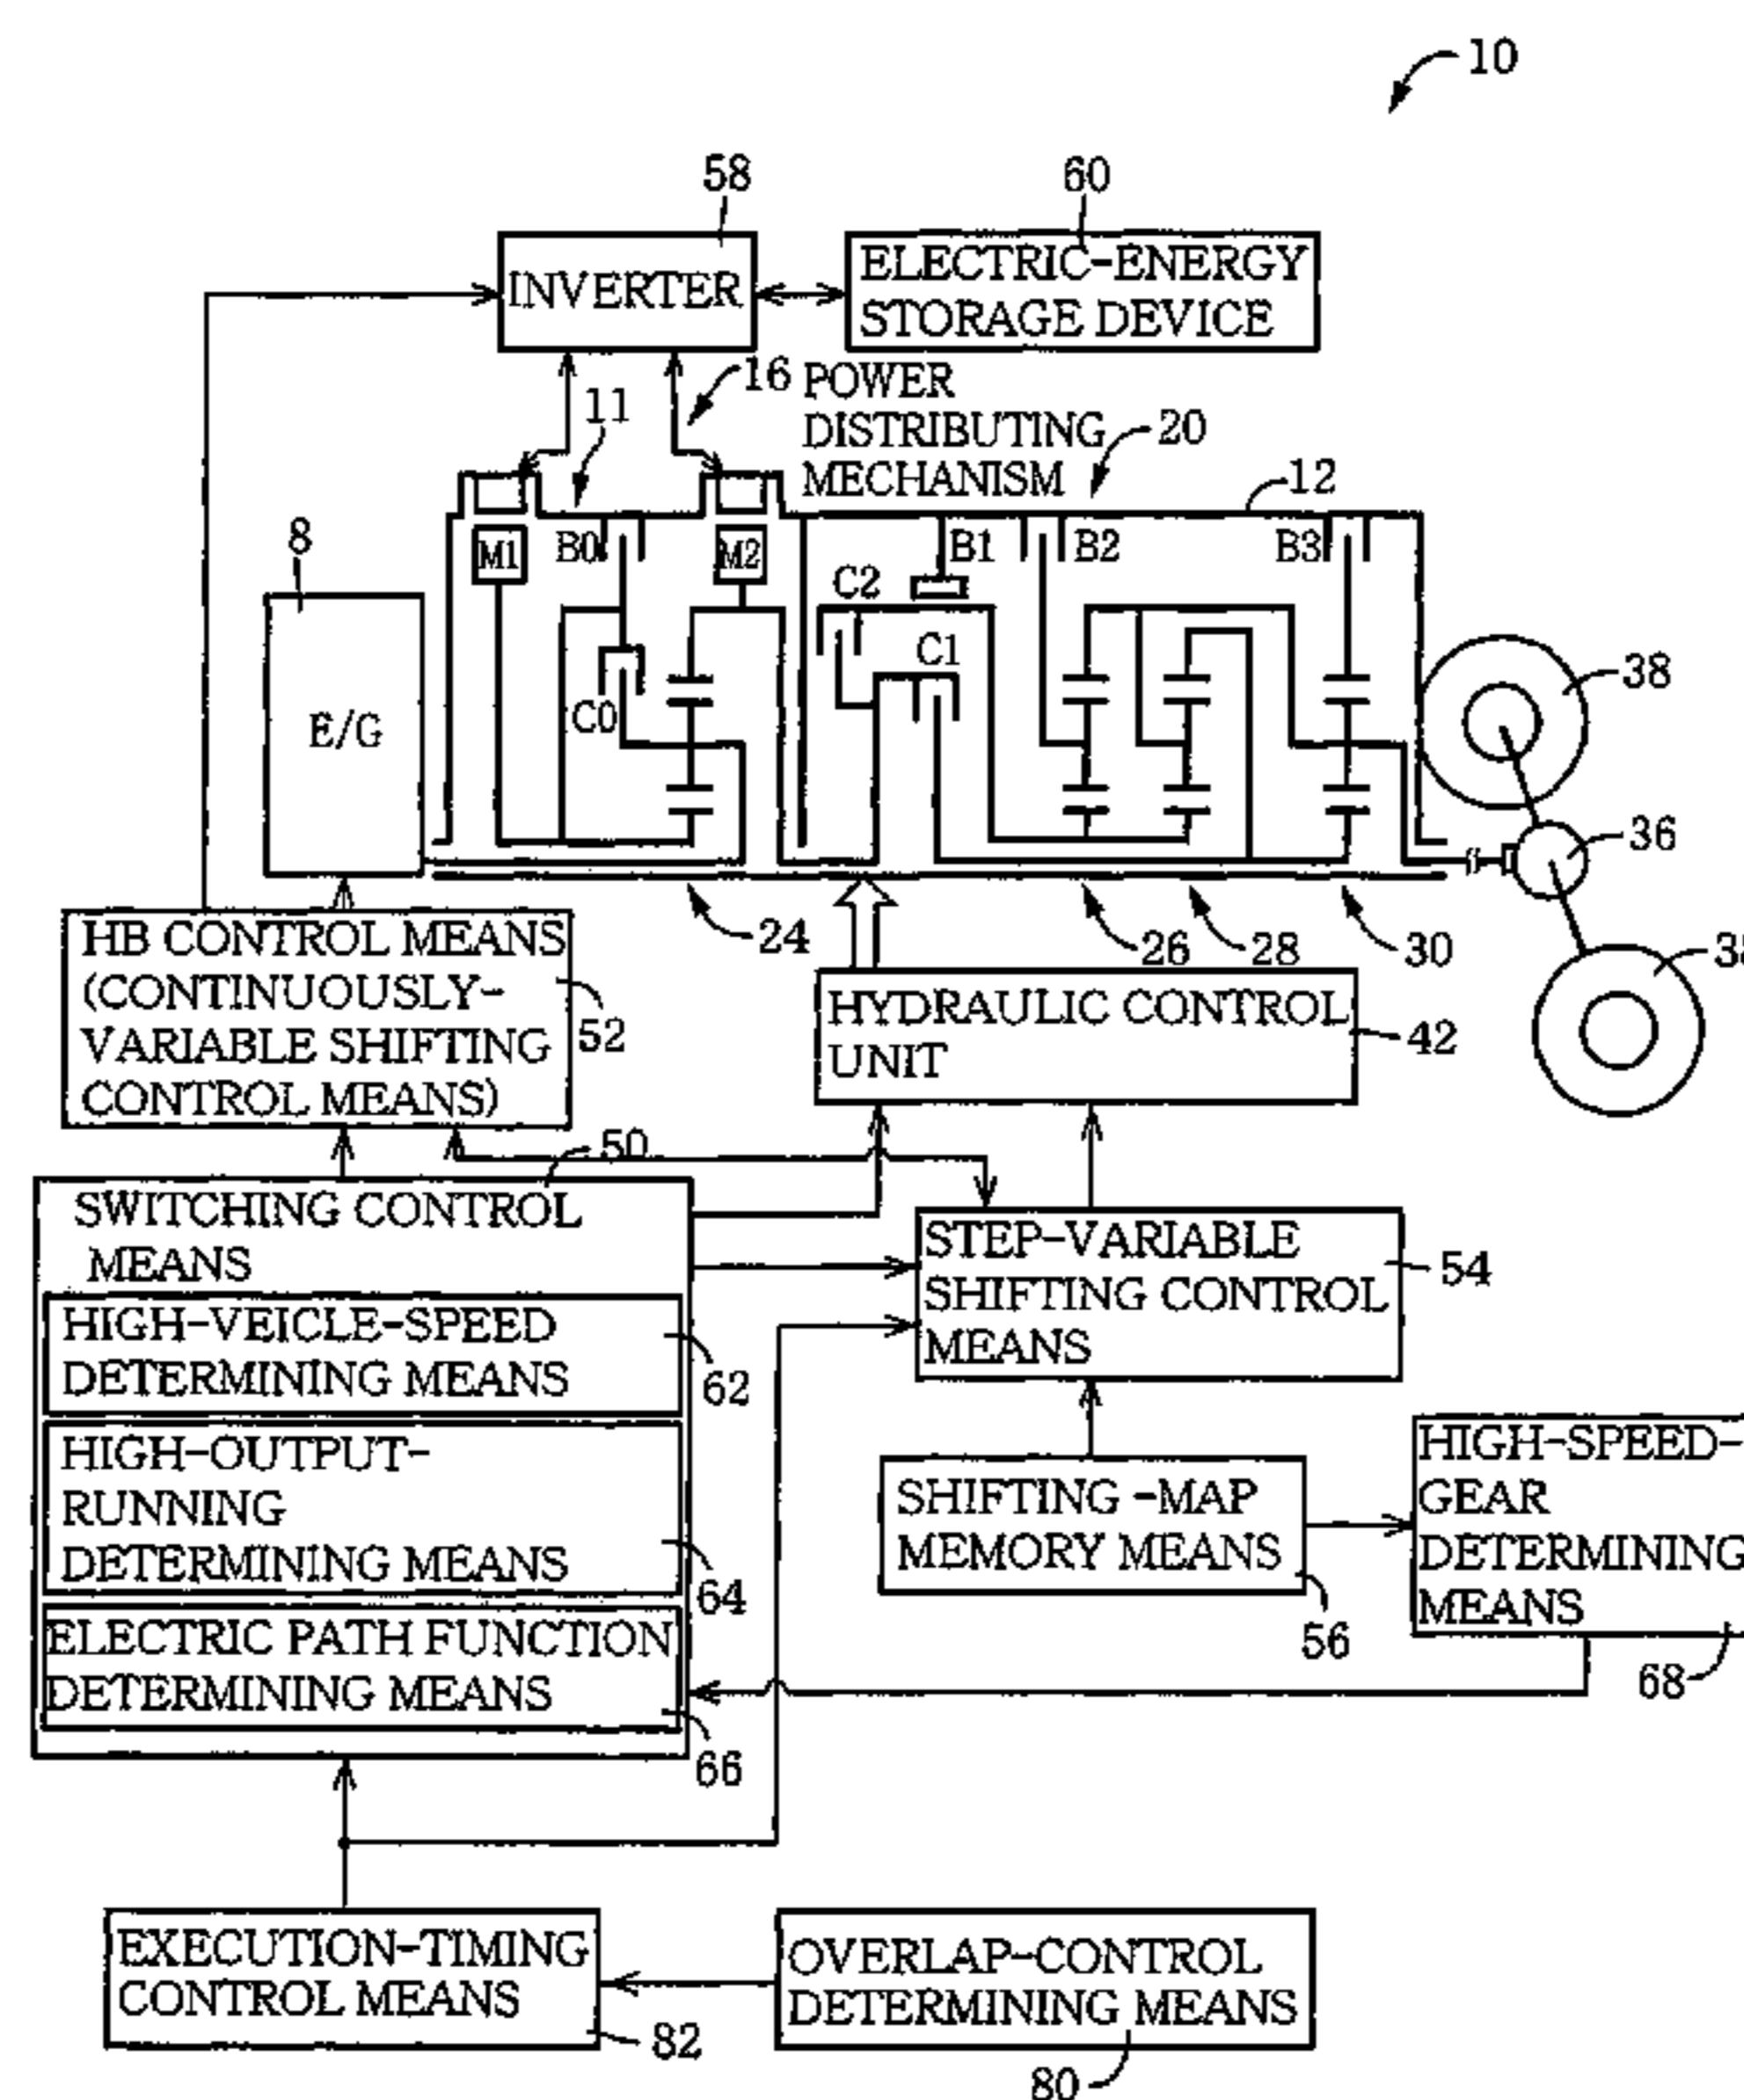 10
58
60
INVERTER
ELECTRIC-ENERGY
STORAGE DEVICE
11
16
POWER
DISTRIBUTING
MECHANISM
20
12
8
M1
B0
M2
B1
B2
B3
C2
C1
C0
E/G
38
36
38
24
26
28
30
HB CONTROL MEANS
(CONTINUOUSLY-
VARIABLE SHIFTING
CONTROL MEANS)
52
HYDRAULIC CONTROL
UNIT
42
50
SWITCHING CONTROL
MEANS
HIGH-VEICLE-SPEED
DETERMINING MEANS
62
HIGH-OUTPUT-
RUNNING
DETERMINING MEANS
64
ELECTRIC PATH FUNCTION
DETERMINING MEANS
66
STEP-VARIABLE
SHIFTING CONTROL
MEANS
54
SHIFTING -MAP
MEMORY MEANS
56
HIGH-SPEED-
GEAR
DETERMINING
MEANS
68
EXECUTION-TIMING
CONTROL MEANS
82
OVERLAP-CONTROL
DETERMINING MEANS
80